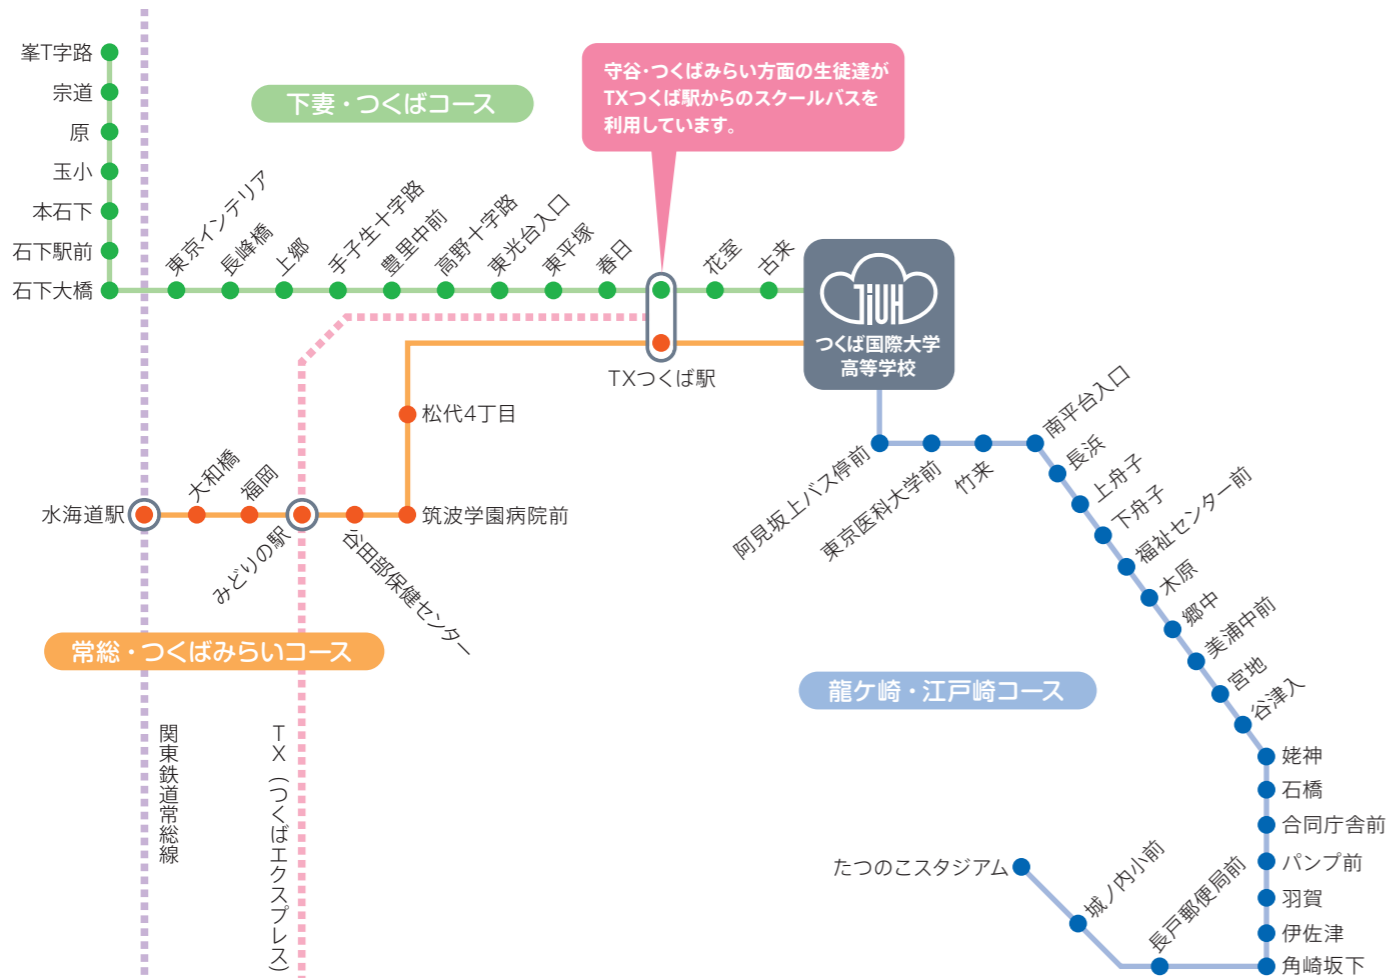 下妻・つくばコース
峯T字路
宗道
原
玉小
本石下
石下駅前
石下大橋
東京インテリア
長峰橋
上郷
手子生十字路
豊里中前
高野十字路
東光台入口
東平塚
春日
花室
古来
守谷・つくばみらい方面の生徒達が
TXつくば駅からのスクールバスを
利用しています。
TiUH
つくば国際大学
高等学校
TXつくば駅
松代4丁目
筑波学園病院前
谷田部保健センター
みどりの駅
福岡
大和橋
水海道駅
常総・つくばみらいコース
関東鉄道常総線
TX（つくばエクスプレス）
龍ケ崎・江戸崎コース
阿見坂上バス停前
東京医科大学前
竹来
南平台入口
長浜
上舟子
下舟子
福祉センター前
木原
郷中
美浦中前
宮地
谷津入
姥神
石橋
合同庁舎前
パンプ前
羽賀
伊佐津
角崎坂下
長戸郵便局前
城ノ内小前
たつのこスタジアム